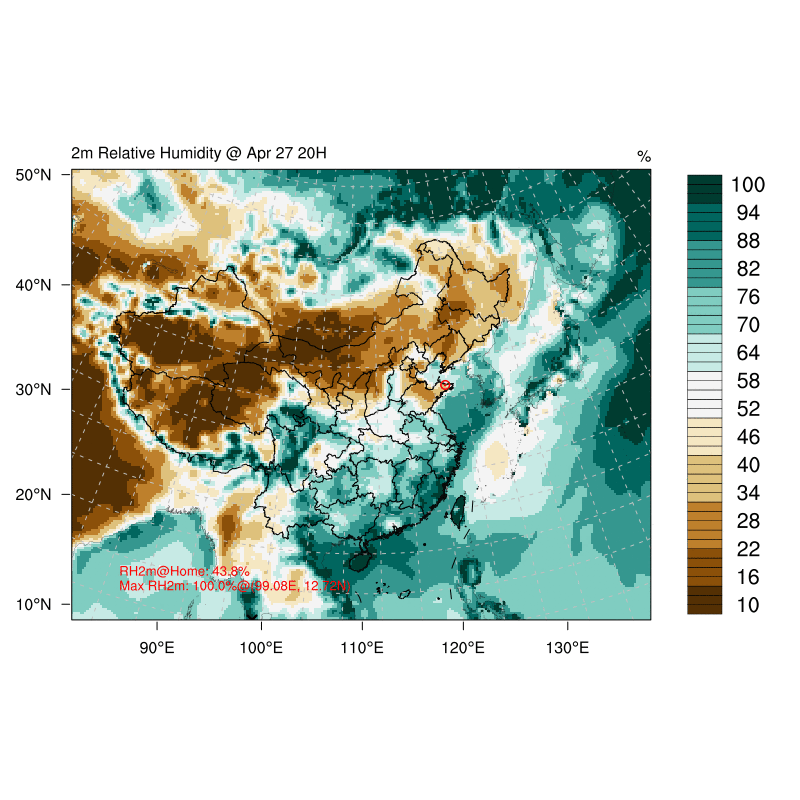 2m Relative Humidity @ Apr 27 20H
%
50°N
40°N
30°N
20°N
10°N
90°E
100°E
110°E
120°E
130°E
100
94
88
82
76
70
64
58
52
46
40
34
28
22
16
10
RH2m@Home: 43.8%
Max RH2m: 100.0%@(99.08E,